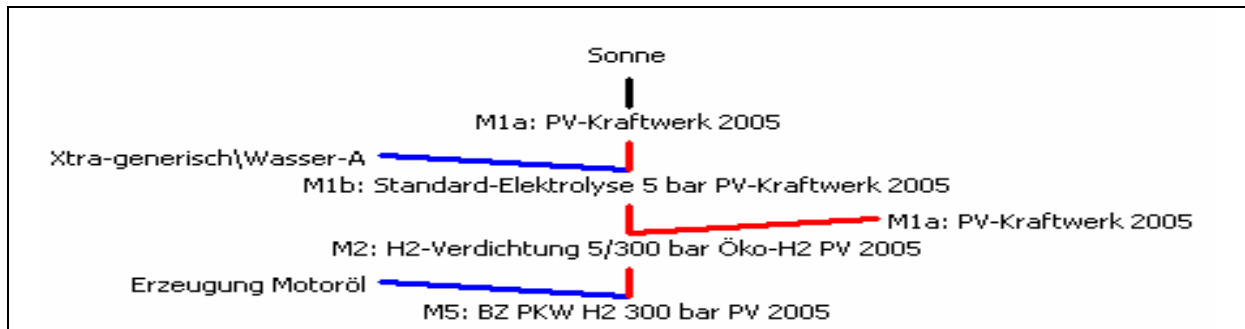 Sonne
M1a: PV-Kraftwerk 2005
Xtra-generisch\Wasser-A
M1b: Standard-Elektrolyse 5 bar PV-Kraftwerk 2005
M1a: PV-Kraftwerk 2005
M2: H2-Verdichtung 5/300 bar Öko-H2 PV 2005
Erzeugung Motoröl
M5: BZ PKW H2 300 bar PV 2005